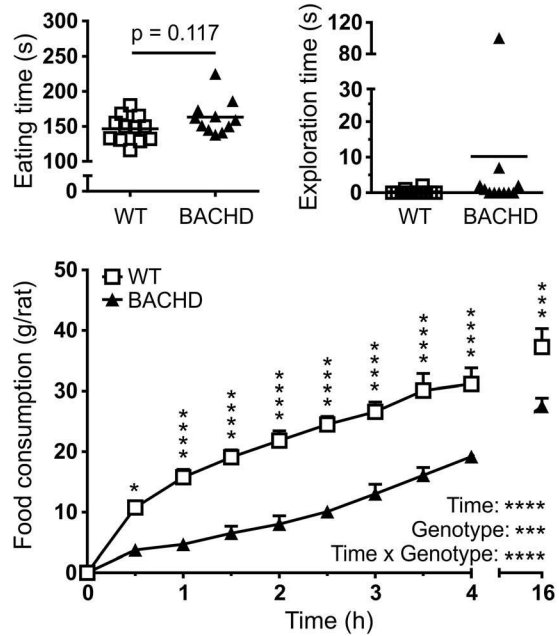 Eating time (s)
300
250
200
150
100
0
p = 0.117
WT BACHD
Exploration time (s)
120
80
30
20
10
0
WT BACHD
Food consumption (g/rat)
50
40
30
20
10
0
WT
BACHD
*
****
****
****
****
****
****
****
***
Time: ****
Genotype: ***
Time x Genotype: ****
0 1 2 3 4 16
Time (h)